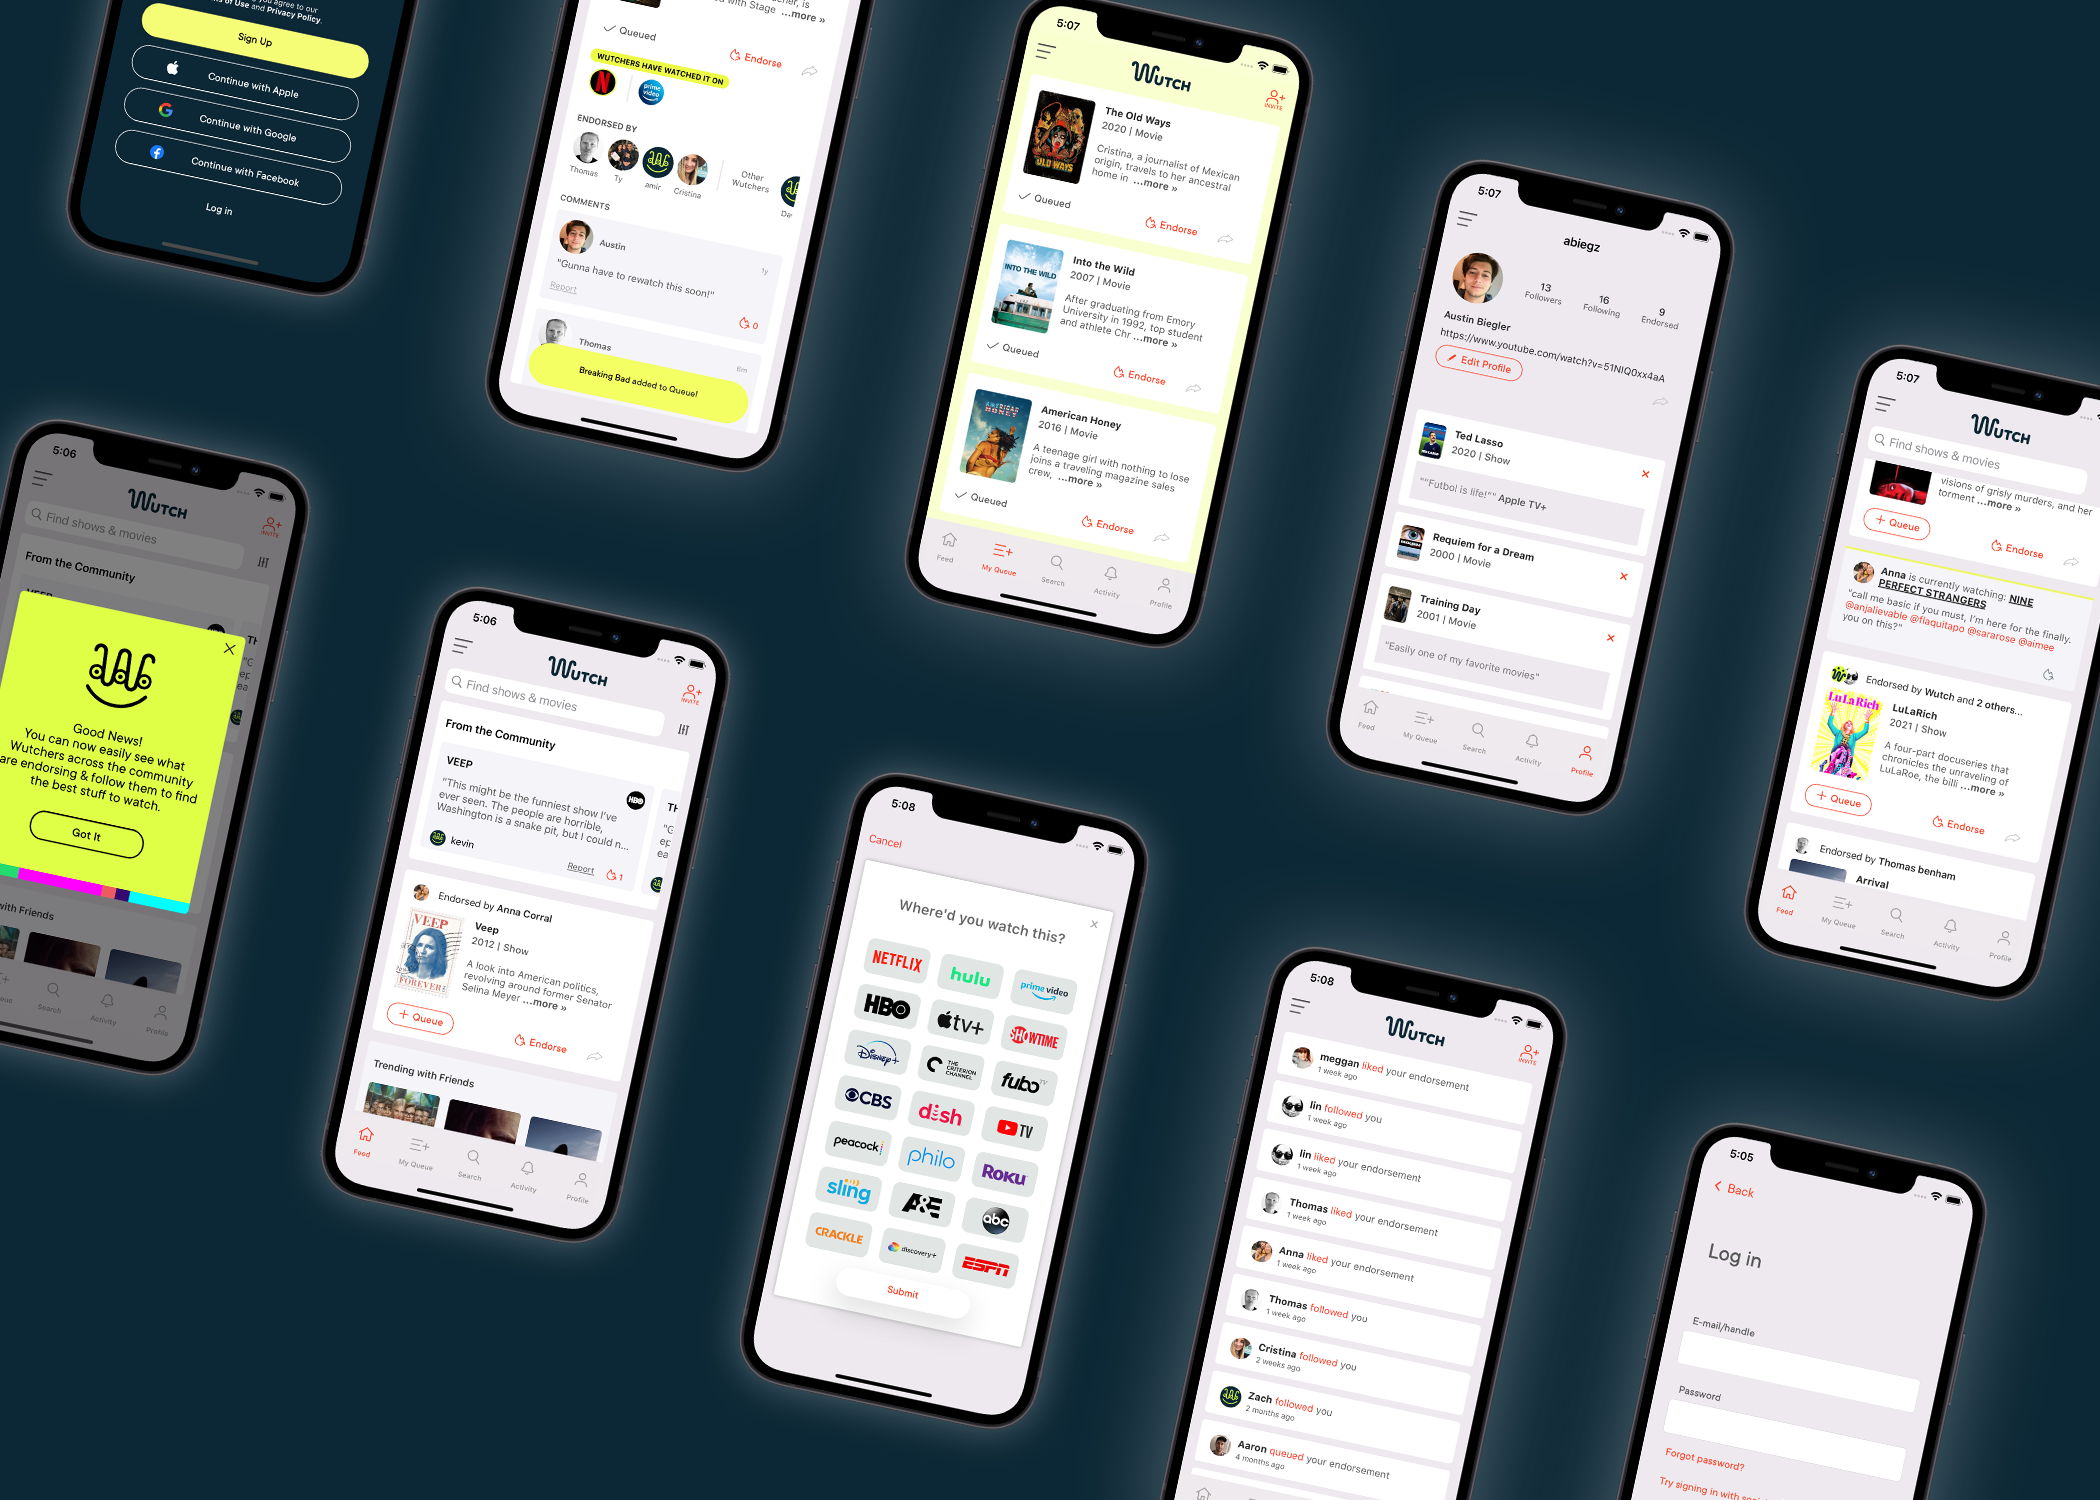 you agree to our
of Use and Privacy Policy.
Sign Up
Continue with Apple
Continue with Google
Continue with Facebook
Log in
with Stage ...more »
Queued
Endorse
WUTCHERS HAVE WATCHED IT ON
N
prime video
ENDORSED BY
Thomas
Ty
amir
Cristina
Other Wutchers
COMMENTS
Austin
1y
"Gunna have to rewatch this soon!"
Report
0
Thomas
6m
Breaking Bad added to Queue!
5:07
WUTCH
INVITE
OLD WAYS
The Old Ways
2020 | Movie
Cristina, a journalist of Mexican
origin, travels to her ancestral
home in ...more »
Queued
Endorse
INTO THE WILD
Into the Wild
2007 | Movie
After graduating from Emory
University in 1992, top student
and athlete Chr ...more »
Queued
Endorse
AMERICAN HONEY
American Honey
2016 | Movie
A teenage girl with nothing to lose
joins a traveling magazine sales
crew, ...more »
Queued
Endorse
Feed
My Queue
Search
Activity
Profile
5:07
abiegz
13
Followers
16
Following
9
Endorsed
Austin Biegler
https://www.youtube.com/watch?v=51NIQ0xx4aA
Edit Profile
Ted Lasso
2020 | Show
""Futbol is life!"" Apple TV+
Requiem for a Dream
2000 | Movie
Training Day
2001 | Movie
"Easily one of my favorite movies"
Feed
My Queue
Search
Activity
Profile
5:07
WUTCH
Find shows & movies
visions of grisly murders, and her
torment ...more »
+ Queue
Endorse
Anna is currently watching: NINE
PERFECT STRANGERS
"call me basic if you must, I'm here for the finally.
@anjalievable @flaquitapo @sararose @aimee
you on this?"
Endorsed by Wutch and 2 others...
LuLaRich
LuLaRich
2021 | Show
A four-part docuseries that
chronicles the unraveling of
LuLaRoe, the billi ...more »
+ Queue
Endorse
Endorsed by Thomas benham
Arrival
Feed
My Queue
Search
Activity
Profile
5:06
WUTCH
INVITE
Find shows & movies
From the Community
VEEP
Good News!
You can now easily see what
Wutchers across the community
are endorsing & follow them to find
the best stuff to watch.
Got It
with Friends
Search
Activity
Profile
5:06
WUTCH
INVITE
Find shows & movies
From the Community
VEEP
HBO
"This might be the funniest show I've
ever seen. The people are horrible,
Washington is a snake pit, but I could n...
kevin
Report
1
Endorsed by Anna Corral
VEEP
FOREVER
Veep
2012 | Show
A look into American politics,
revolving around former Senator
Selina Meyer ...more »
+ Queue
Endorse
Trending with Friends
Feed
My Queue
Search
Activity
Profile
5:08
Cancel
Where'd you watch this?
NETFLIX
hulu
prime video
HBO
tv+
SHOWTIME
Disney+
THE CRITERION CHANNEL
fuboTV
CBS
dish
TV
peacock
philo
ROKU
sling
A&E
abc
CRACKLE
discovery+
ESPN
Submit
5:08
WUTCH
INVITE
meggan liked your endorsement
1 week ago
lin followed you
1 week ago
lin liked your endorsement
1 week ago
Thomas liked your endorsement
1 week ago
Anna liked your endorsement
1 week ago
Thomas followed you
1 week ago
Cristina followed you
2 weeks ago
Zach followed you
2 months ago
Aaron queued your endorsement
4 months ago
5:05
Back
Log in
E-mail/handle
Password
Forgot password?
Try signing in with